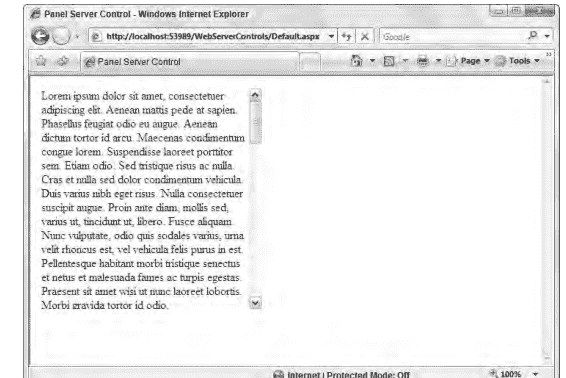 Panel Server Control - Windows Internet Explorer
http://localhost:53989/WebServerControls/Default.aspx
Google
Panel Server Control
Page
Tools
Lorem ipsum dolor sit amet, consectetuer
adipiscing elit. Aenean mattis pede at sapien.
Phasellus feugiat odio eu augue. Aenean
dictum tortor id arcu. Maecenas condimentum
congue lorem. Suspendisse laoreet porttitor
sem. Etiam odio. Sed tristique risus ac nulla.
Cras et nulla sed dolor condimentum vehicula.
Duis varius nibh eget risus. Nulla consectetuer
suscipit augue. Proin ante diam, mollis sed,
varius ut, tincidunt ut, libero. Fusce aliquam.
Nunc vulputate, odio quis sodales varius, urna
velit rhoncus est, vel vehicula felis purus in est.
Pellentesque habitant morbi tristique senectus
et netus et malesuada fames ac turpis egestas.
Praesent sit amet wisi ut nunc laoreet lobortis.
Morbi gravida tortor id odio.
Internet | Protected Mode: Off
100%